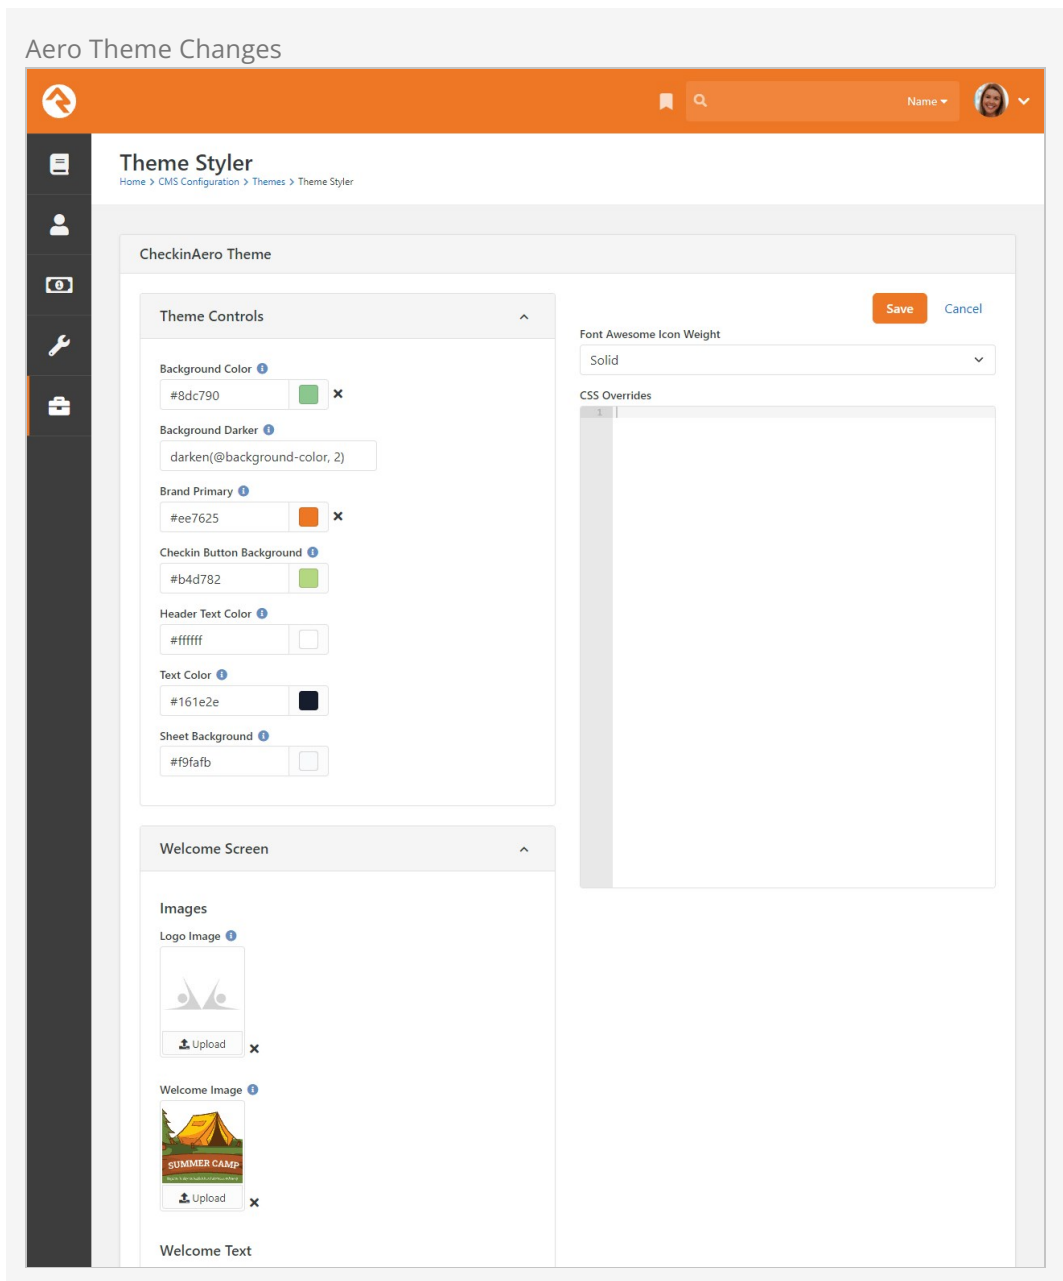 Aero Theme Changes
Name
Theme Styler
Home > CMS Configuration > Themes > Theme Styler
CheckinAero Theme
Theme Controls
Background Color
#8dc790
Background Darker
darken(@background-color, 2)
Brand Primary
#ee7625
Checkin Button Background
#b4d782
Header Text Color
#ffffff
Text Color
#161e2e
Sheet Background
#f9fafb
Save Cancel
Font Awesome Icon Weight
Solid
CSS Overrides
1
Welcome Screen
Images
Logo Image
Upload
Welcome Image
SUMMER CAMP
Upload
Welcome Text